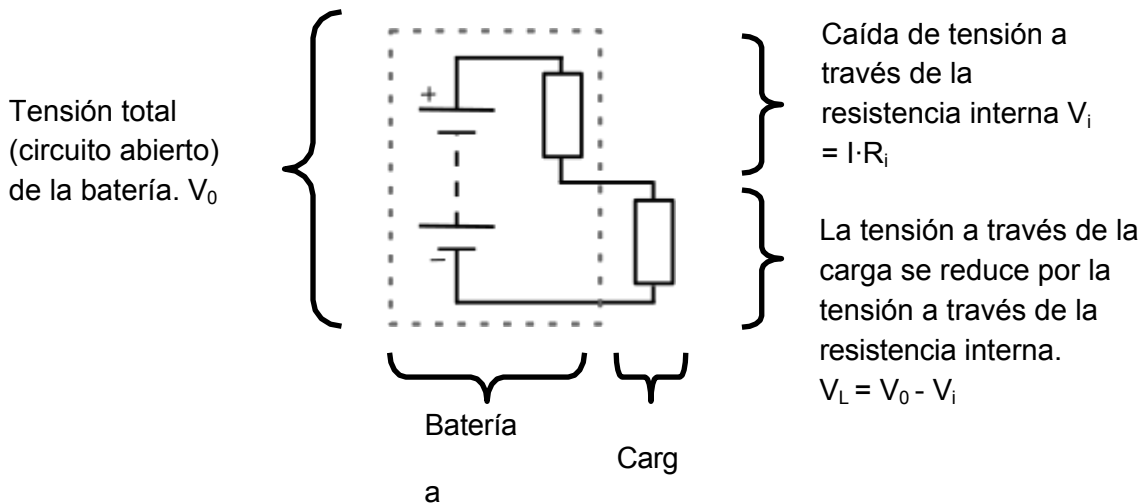 Tensión total
(circuito abierto)
de la batería. V₀
+
−
Caída de tensión a
través de la
resistencia interna Vᵢ
= I·Rᵢ
La tensión a través de la
carga se reduce por la
tensión a través de la
resistencia interna.
V_L = V₀ - Vᵢ
Batería
Carg
a